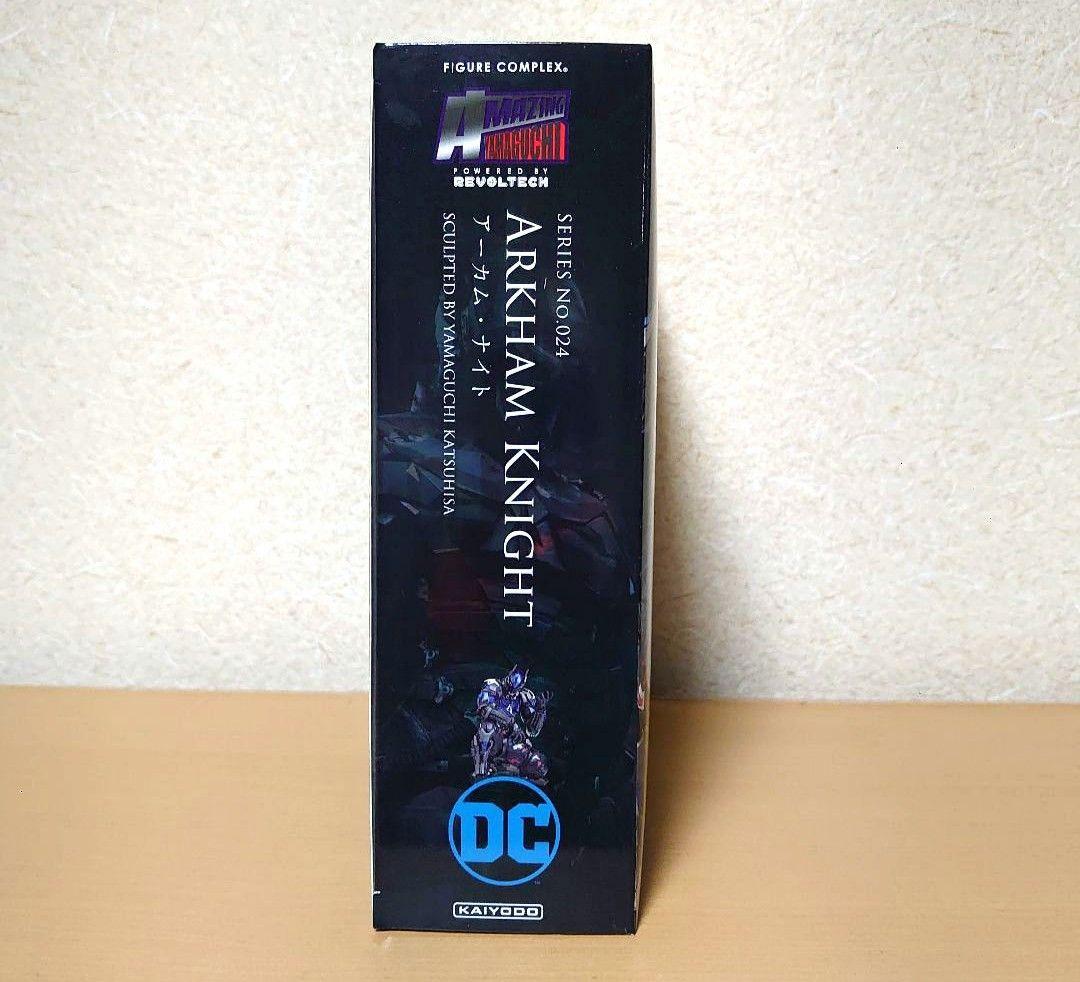 FIGURE COMPLEX®
AMAZING
YAMAGUCHI
POWERED BY
REVOLTECH
SERIES No.024
ARKHAM KNIGHT
アーカム・ナイト
SCULPTED BY YAMAGUCHI KATSUHISA
DC
KAIYODO